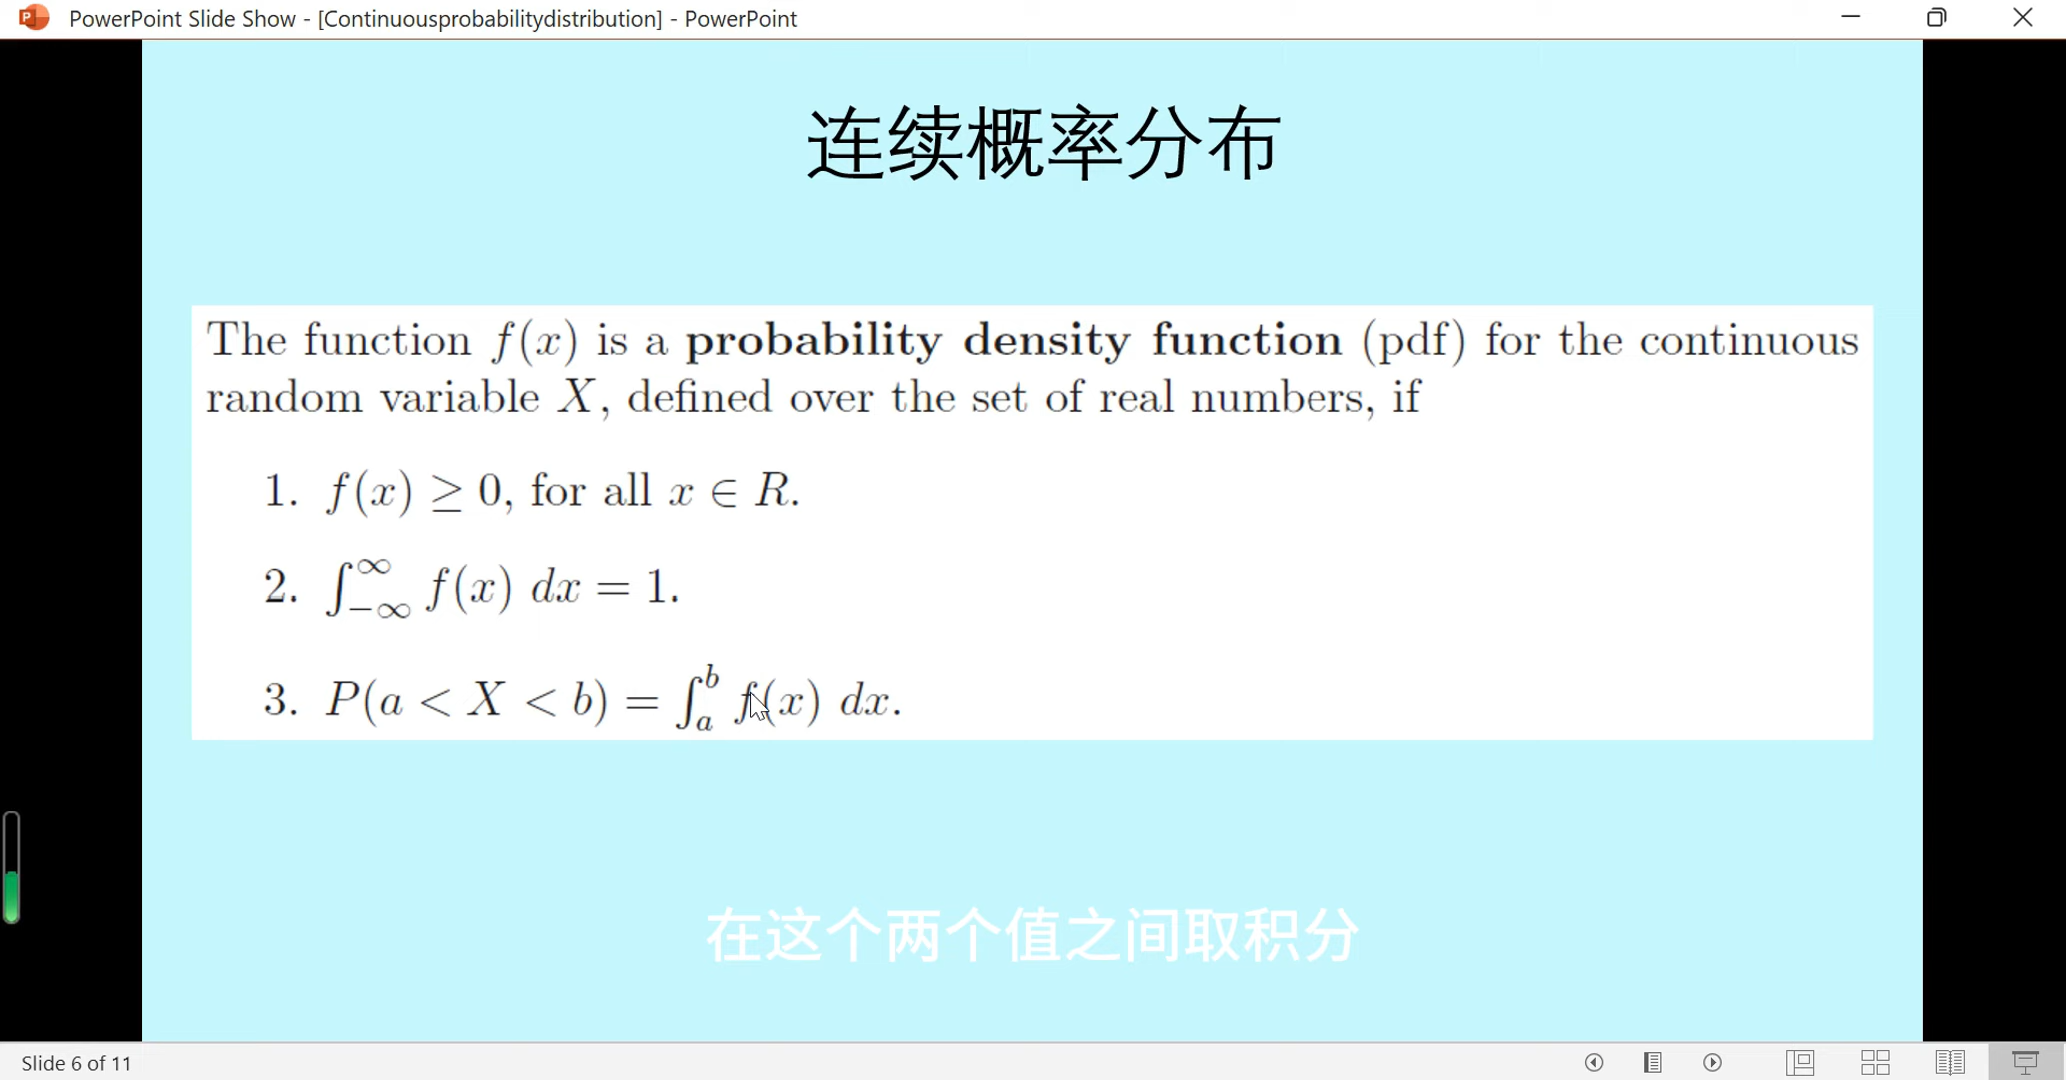 PowerPoint Slide Show - [Continuousprobabilitydistribution] - PowerPoint
连续概率分布
The function f(x) is a probability density function (pdf) for the continuous
random variable X, defined over the set of real numbers, if
1. f(x) ≥ 0, for all x ∈ R.
2. ∫_{-∞}^{∞} f(x) dx = 1.
3. P(a < X < b) = ∫_a^b f(x) dx.
在这个两个值之间取积分
Slide 6 of 11